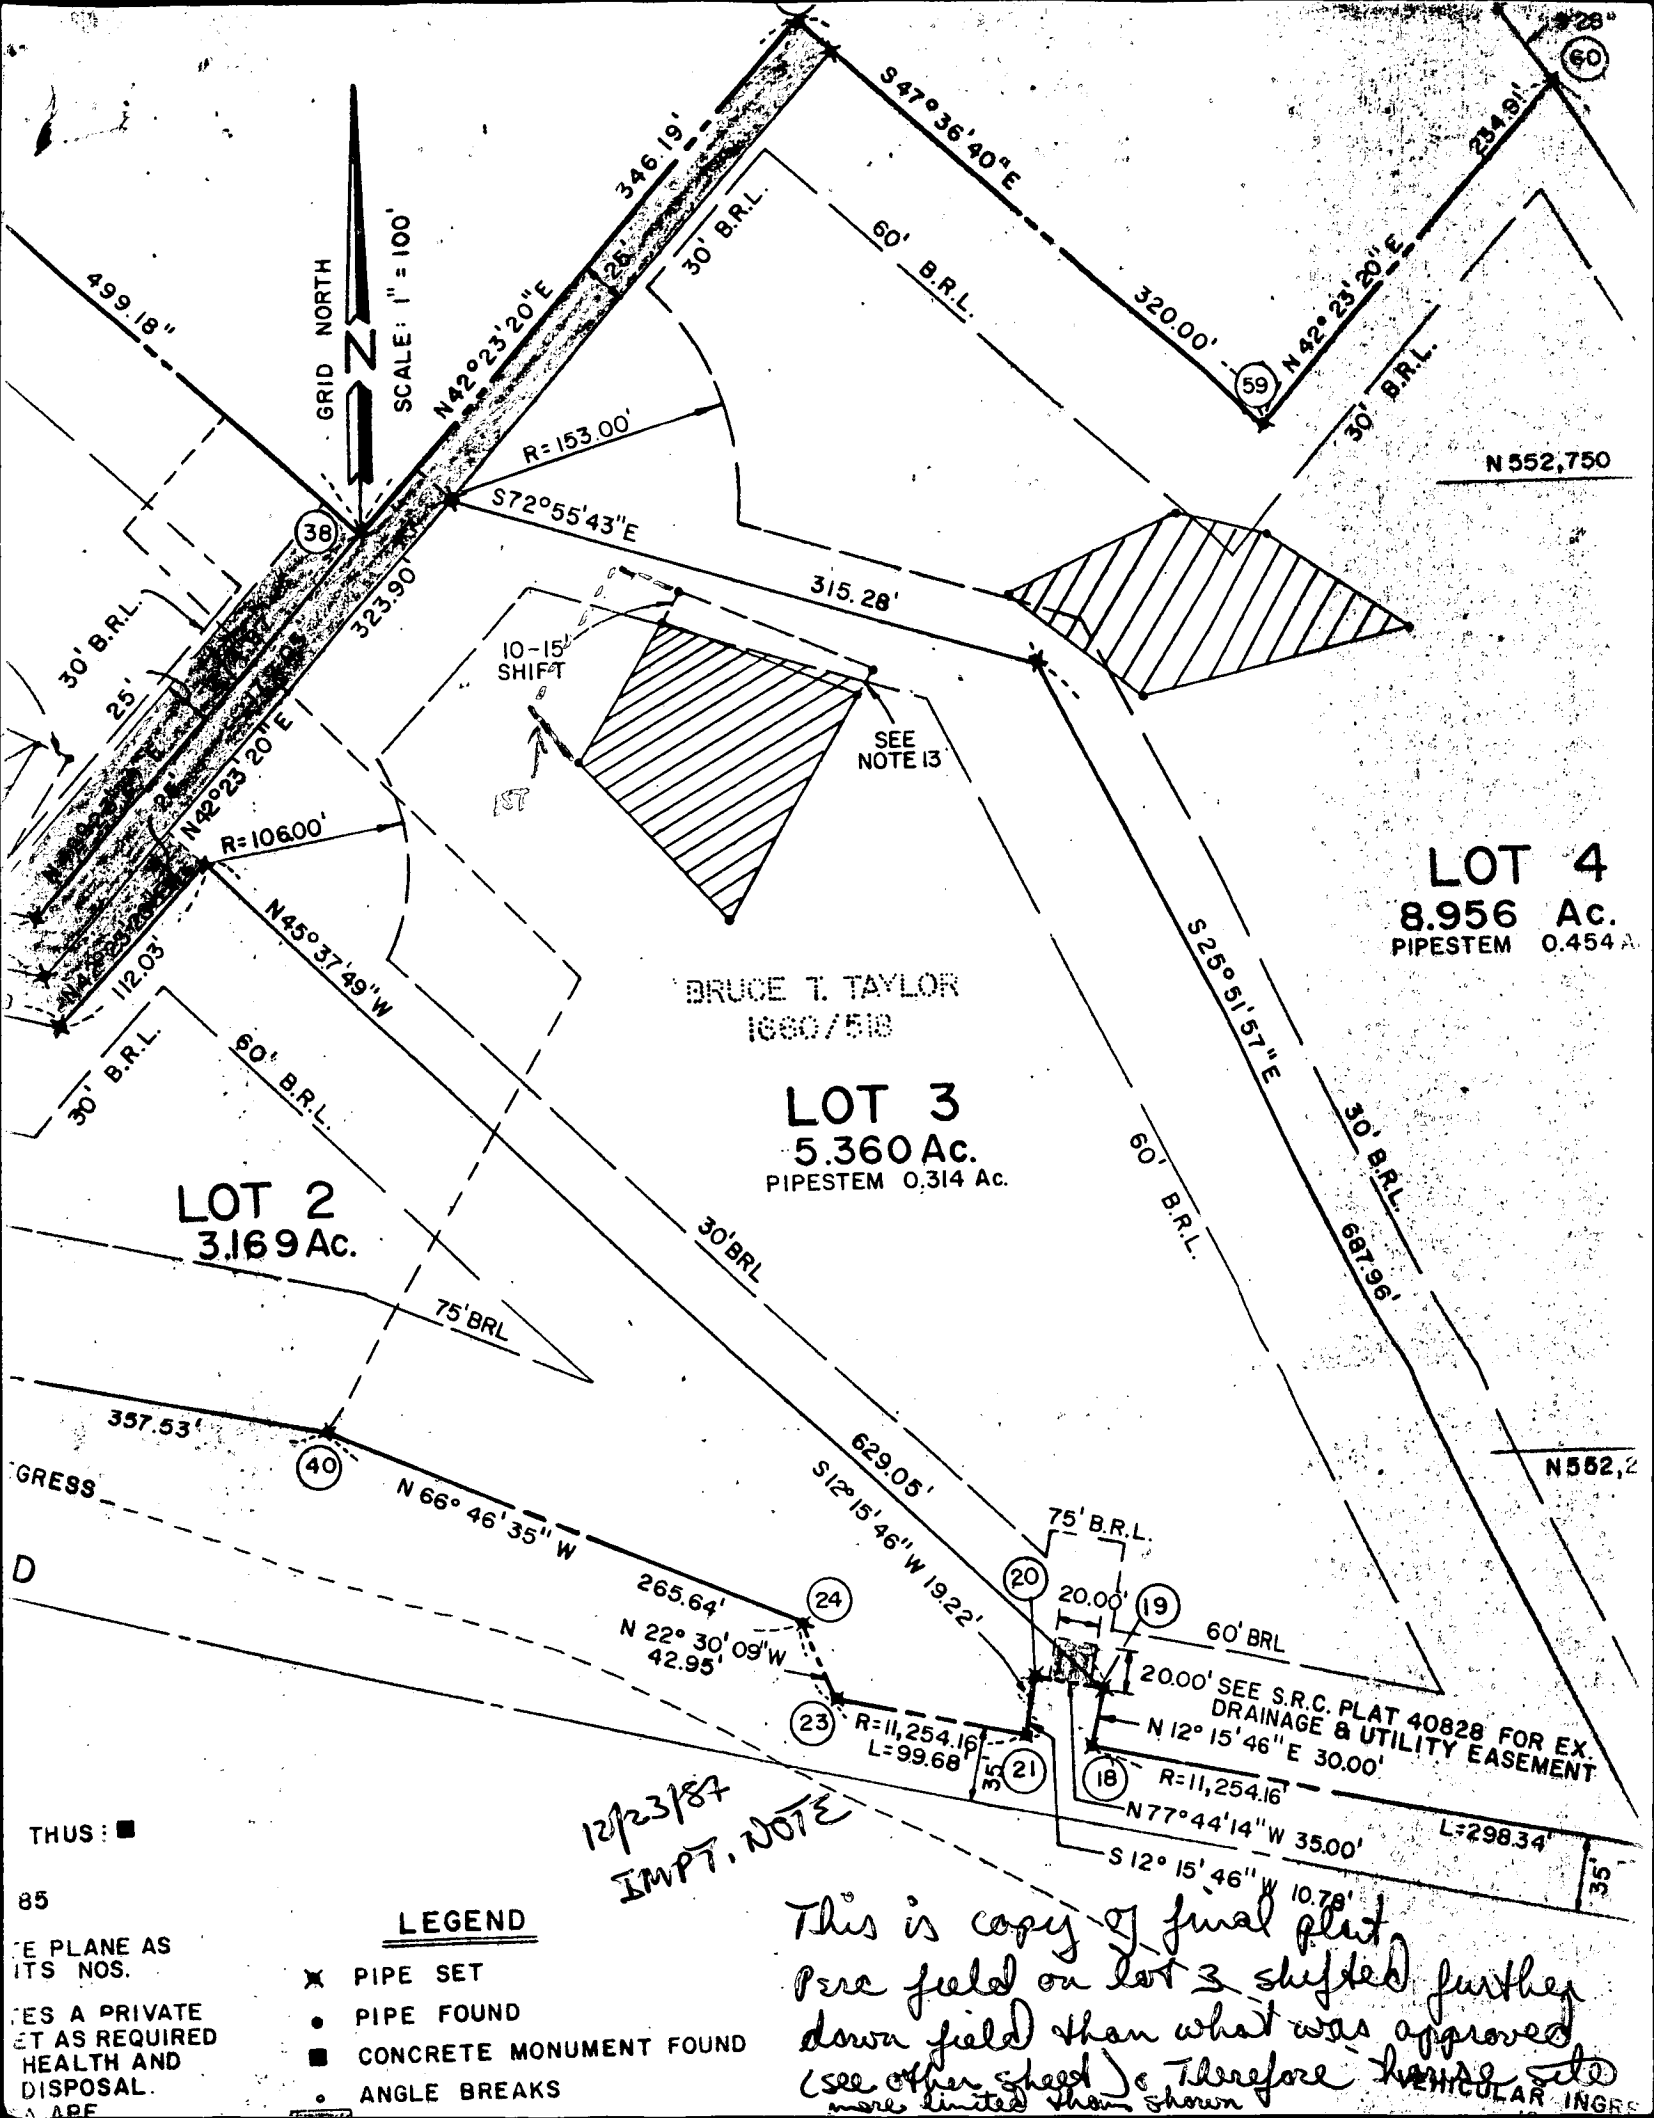 28"
60
S47°36'40"E
234.91'
346.19'
30' B.R.L.
60' B.R.L.
25'
499.18"
GRID NORTH
SCALE: 1" = 100'
N
N42°23'20"E
320.00'
N 42° 23' 20" E
59
30' B.R.L.
N 552,750
R=153.00'
S72°55'43"E
38
315.28'
323.90'
30' B.R.L.
25'
10-15'
SHIFT
SEE
NOTE 13
1ST
N42°23'20"E
25'
R=106.00'
LOT 4
8.956 Ac.
PIPESTEM 0.454 A
N42°23'20"E
112.03'
N45°37'49"W
S25°51'57"E
BRUCE T. TAYLOR
1660/518
30' B.R.L.
60' B.R.L.
LOT 3
5.360 Ac.
PIPESTEM 0.314 Ac.
60' B.R.L.
30' B.R.L.
LOT 2
3.169 Ac.
30'BRL
687.96'
75' BRL
357.53'
40
629.05'
N552,2
GRESS
N 66° 46' 35" W
S12°15'46"W 19.22'
75' B.R.L.
D
265.64'
24
20
20.00'
19
N 22° 30' 09"W
42.95'
60' BRL
20.00' SEE S.R.C. PLAT 40828 FOR EX.
DRAINAGE & UTILITY EASEMENT
23
R=11,254.16'
L=99.68'
35'
21
N 12° 15' 46" E 30.00'
18
R=11,254.16'
N77°44'14"W 35.00'
L=298.34'
S 12° 15' 46" W 10.78'
35'
THUS: ■
12/23/87
IMPT. NOTE
85
'E PLANE AS
ITS NOS.
'ES A PRIVATE
ET AS REQUIRED
HEALTH AND
DISPOSAL.
A ARE
LEGEND
PIPE SET
PIPE FOUND
CONCRETE MONUMENT FOUND
ANGLE BREAKS
This is copy of final plat.
Perc field on lot 3 shifted further
down field than what was approved
(see other sheet). Therefore house site
more limited than shown
VEHICULAR INGRE